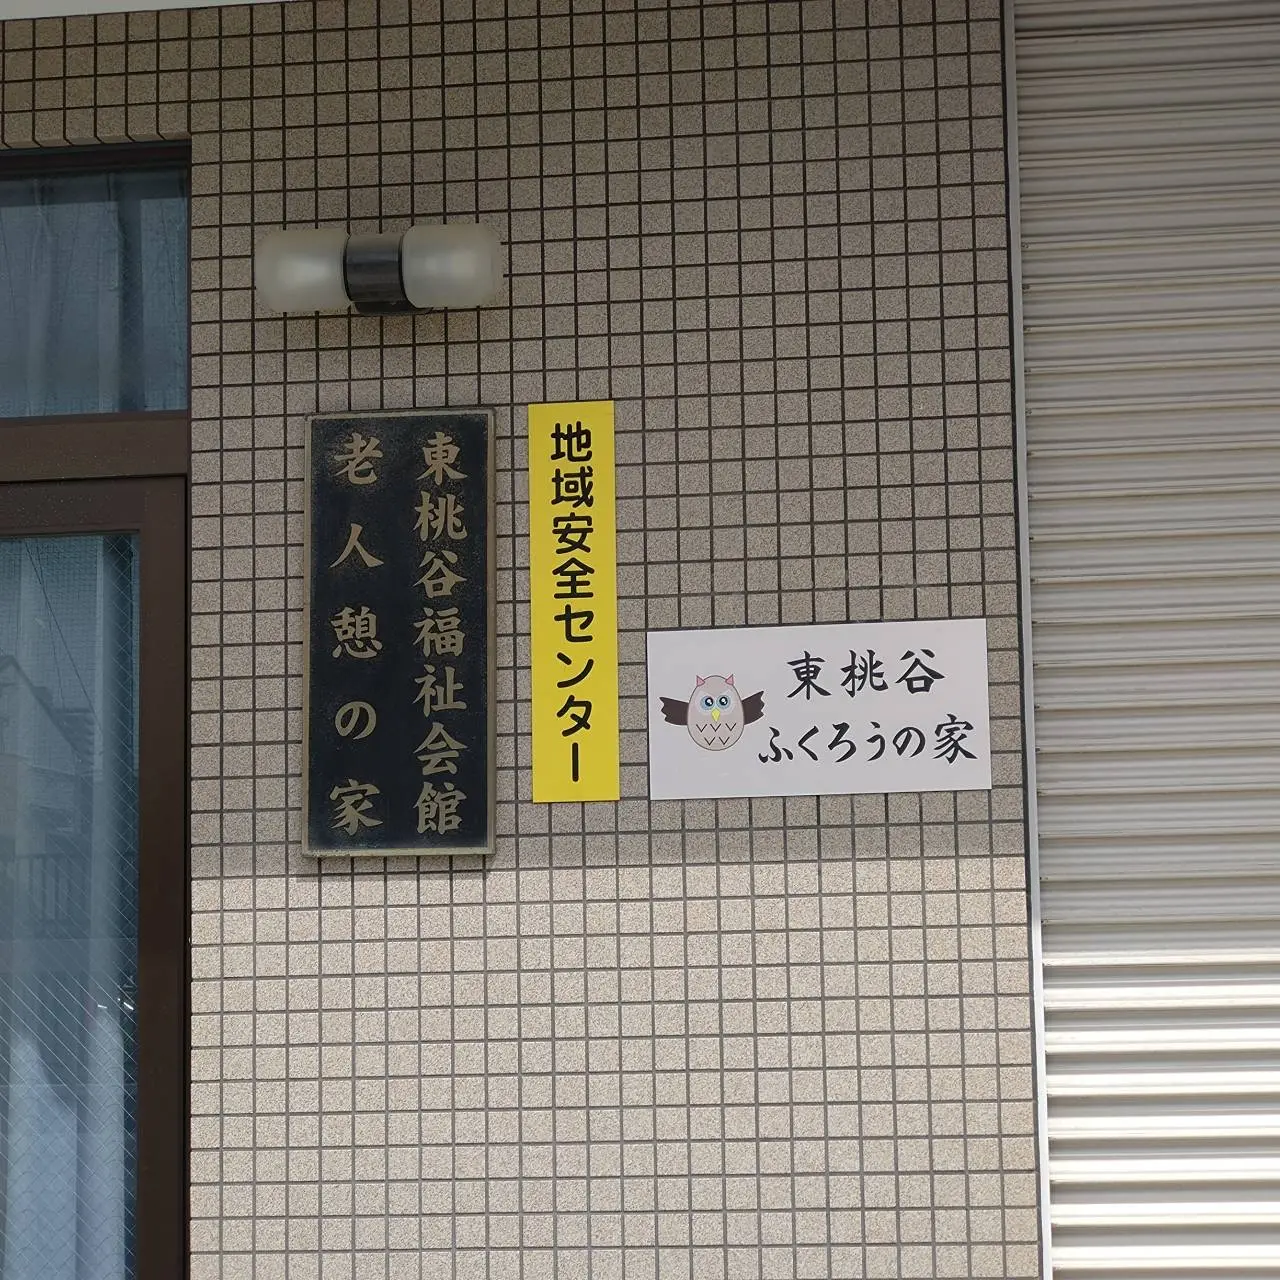 東桃谷福祉会館
老人憩の家
地域安全センター
東桃谷
ふくろうの家